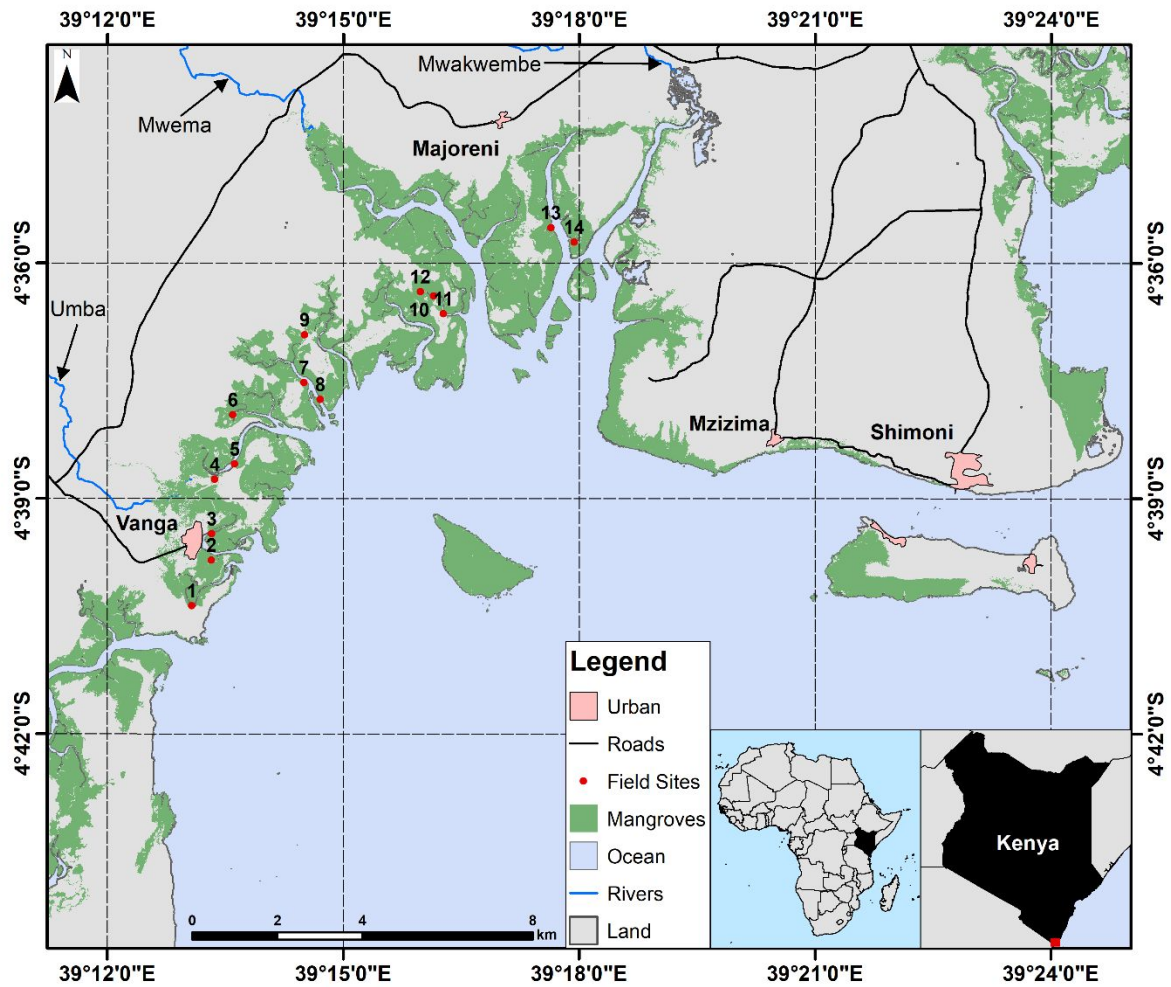 39°12'0"E 39°15'0"E 39°18'0"E 39°21'0"E 39°24'0"E
N
Mwakwembe
Mwema
Majoreni
13
14
4°36'0"S 4°36'0"S
12
11
10
Umba
9
7
8
6
Mzizima
Shimoni
5
4
4°39'0"S 4°39'0"S
Vanga
3
2
1
Legend
Urban
Roads
Field Sites
Mangroves
Ocean
Rivers
Land
4°42'0"S 4°42'0"S
Kenya
0 2 4 8
km
39°12'0"E 39°15'0"E 39°18'0"E 39°21'0"E 39°24'0"E